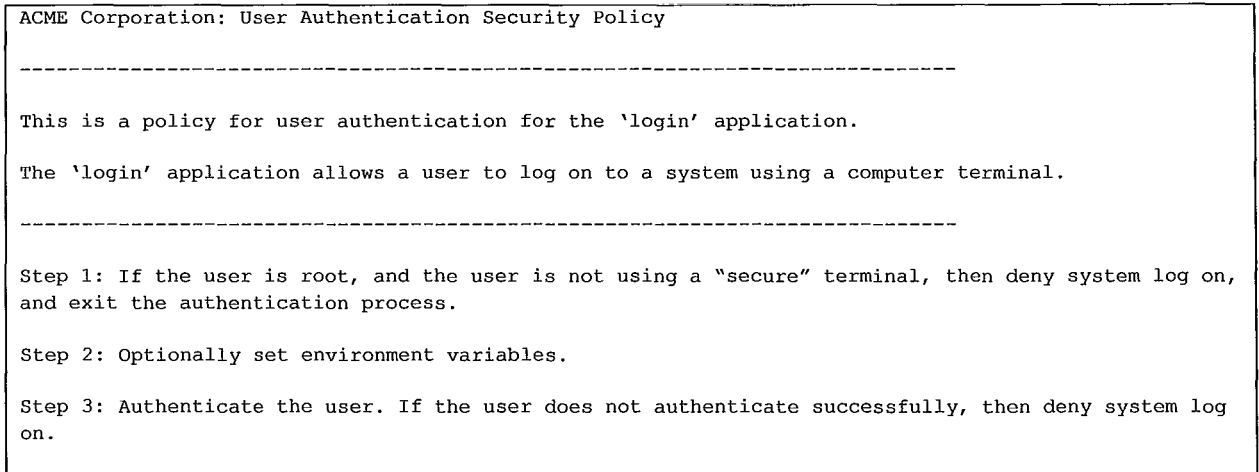 ACME Corporation: User Authentication Security Policy
-------------------------------------------------------------------------
This is a policy for user authentication for the 'login' application.
The 'login' application allows a user to log on to a system using a computer terminal.
-------------------------------------------------------------------------
Step 1: If the user is root, and the user is not using a "secure" terminal, then deny system log on,
and exit the authentication process.
Step 2: Optionally set environment variables.
Step 3: Authenticate the user. If the user does not authenticate successfully, then deny system log
on.